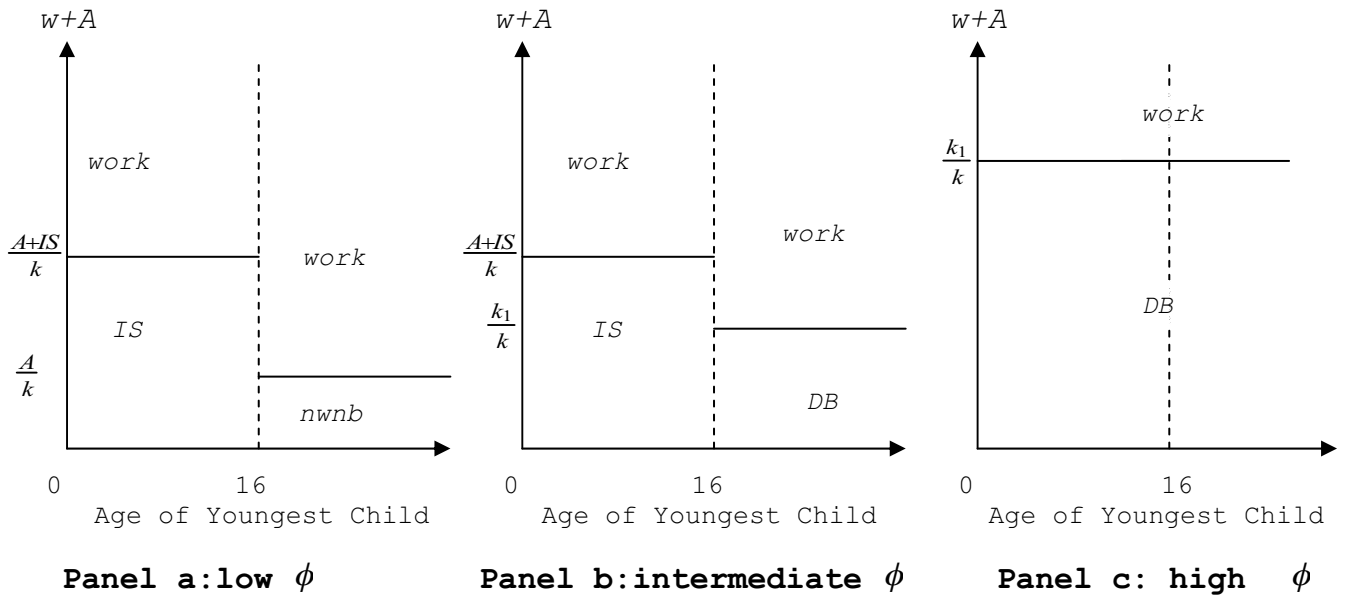 w+A
work
A+IS
k
IS
A
k
work
nwnb
0 16
Age of Youngest Child
Panel a:low ϕ
w+A
work
A+IS
k
k₁
k
IS
work
DB
0 16
Age of Youngest Child
Panel b:intermediate ϕ
w+A
work
k₁
k
DB
0 16
Age of Youngest Child
Panel c: high ϕ